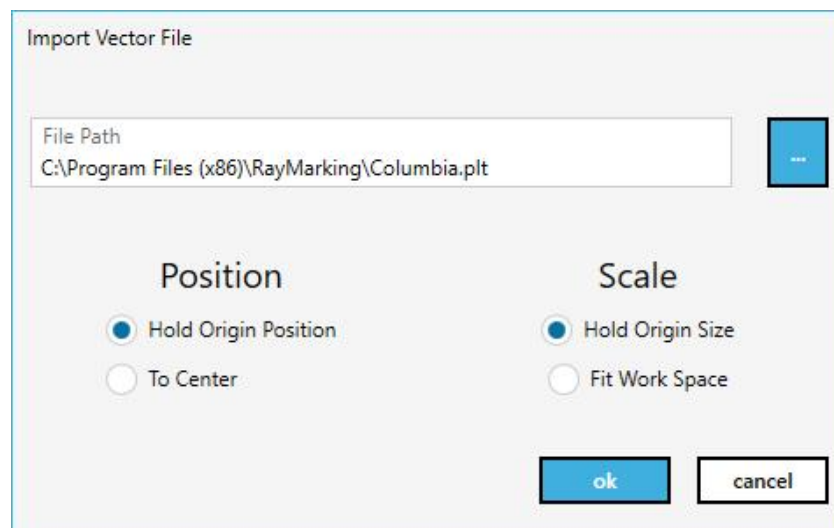 Import Vector File
File Path
C:\Program Files (x86)\RayMarking\Columbia.plt
...
Position
Scale
Hold Origin Position
Hold Origin Size
To Center
Fit Work Space
ok
cancel